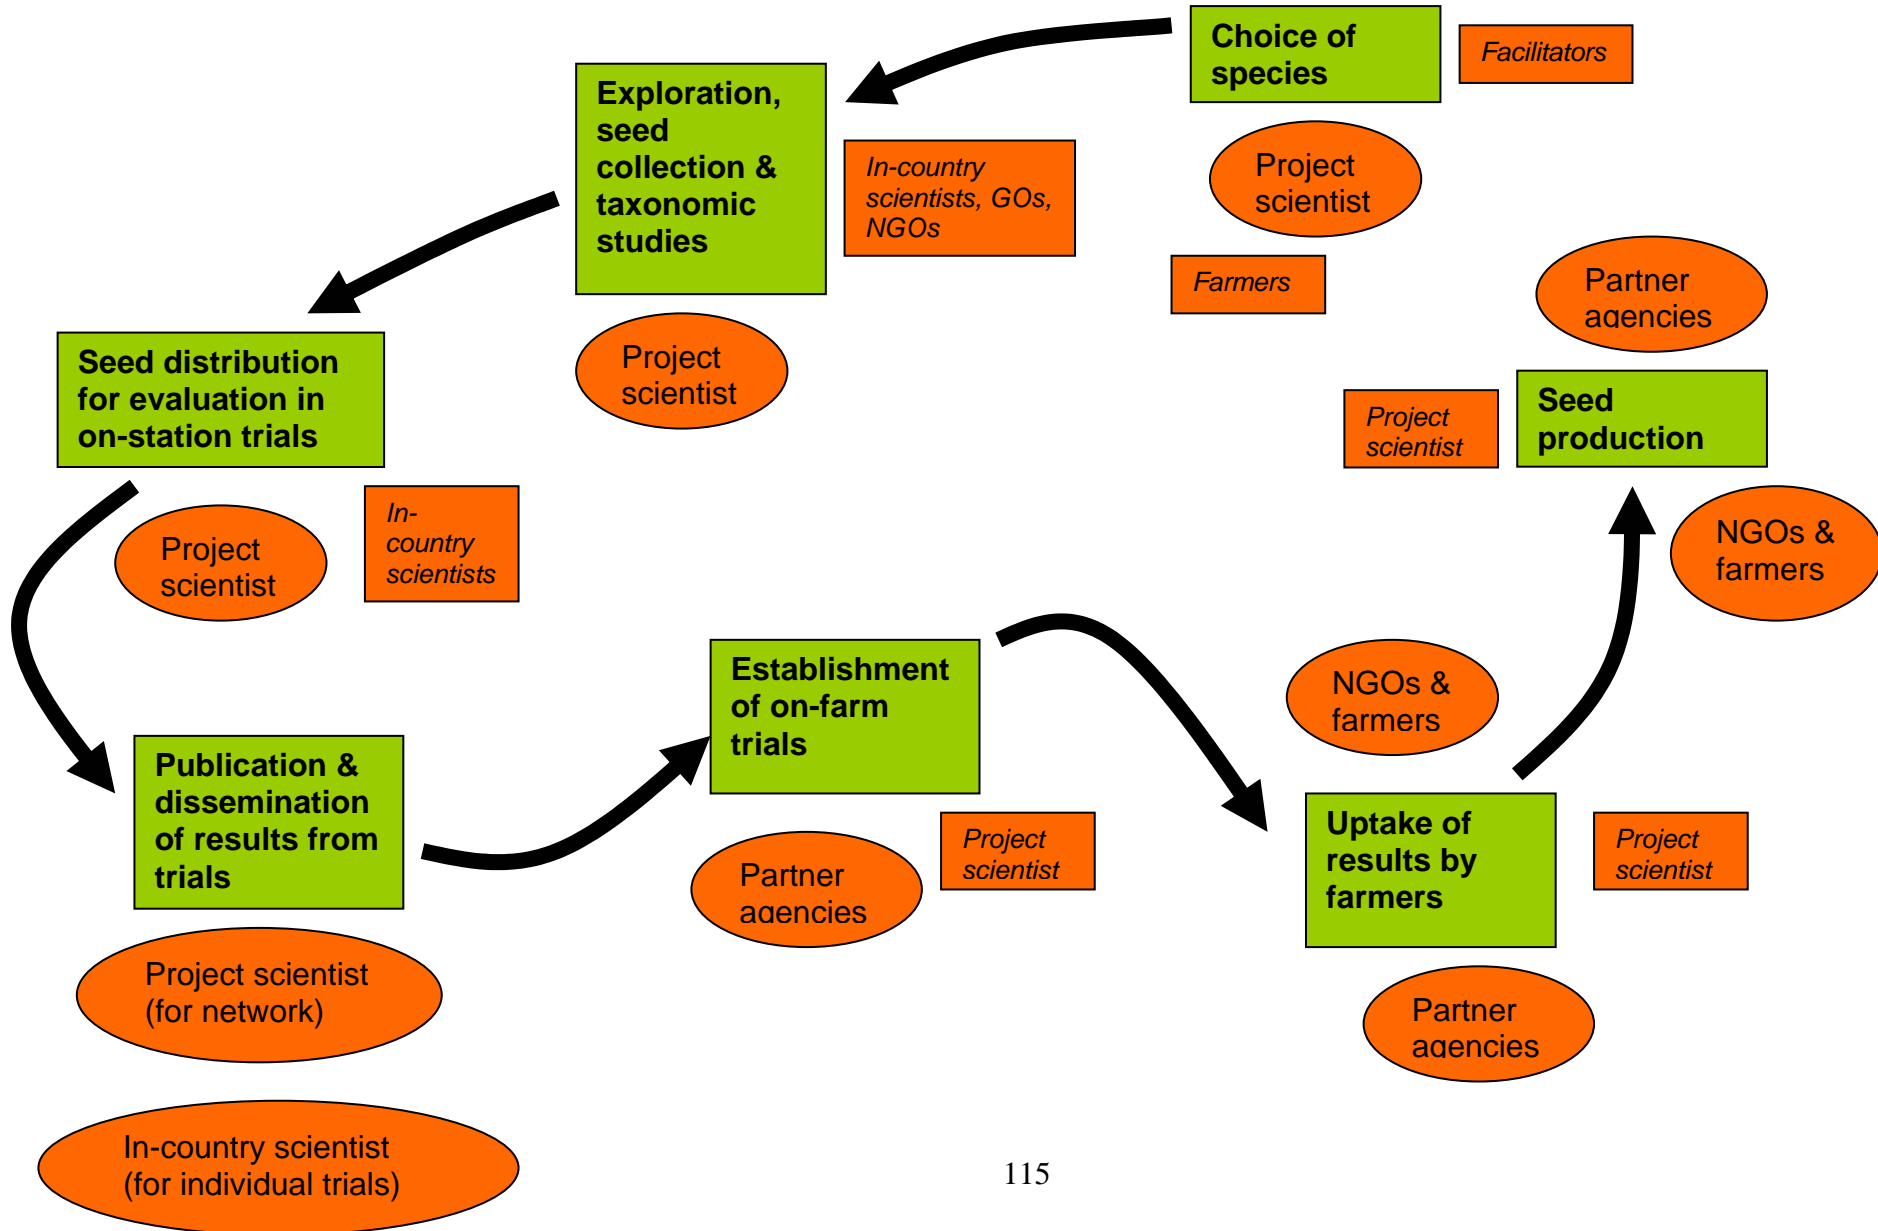 Choice of
species
Facilitators
Project
scientist
Farmers
Exploration,
seed
collection &
taxonomic
studies
In-country
scientists, GOs,
NGOs
Project
scientist
Seed distribution
for evaluation in
on-station trials
Project
scientist
In-
country
scientists
Publication &
dissemination
of results from
trials
Project scientist
(for network)
In-country scientist
(for individual trials)
Establishment
of on-farm
trials
Partner
agencies
Project
scientist
NGOs &
farmers
Uptake of
results by
farmers
Project
scientist
Partner
agencies
Partner
agencies
Project
scientist
Seed
production
NGOs &
farmers
115